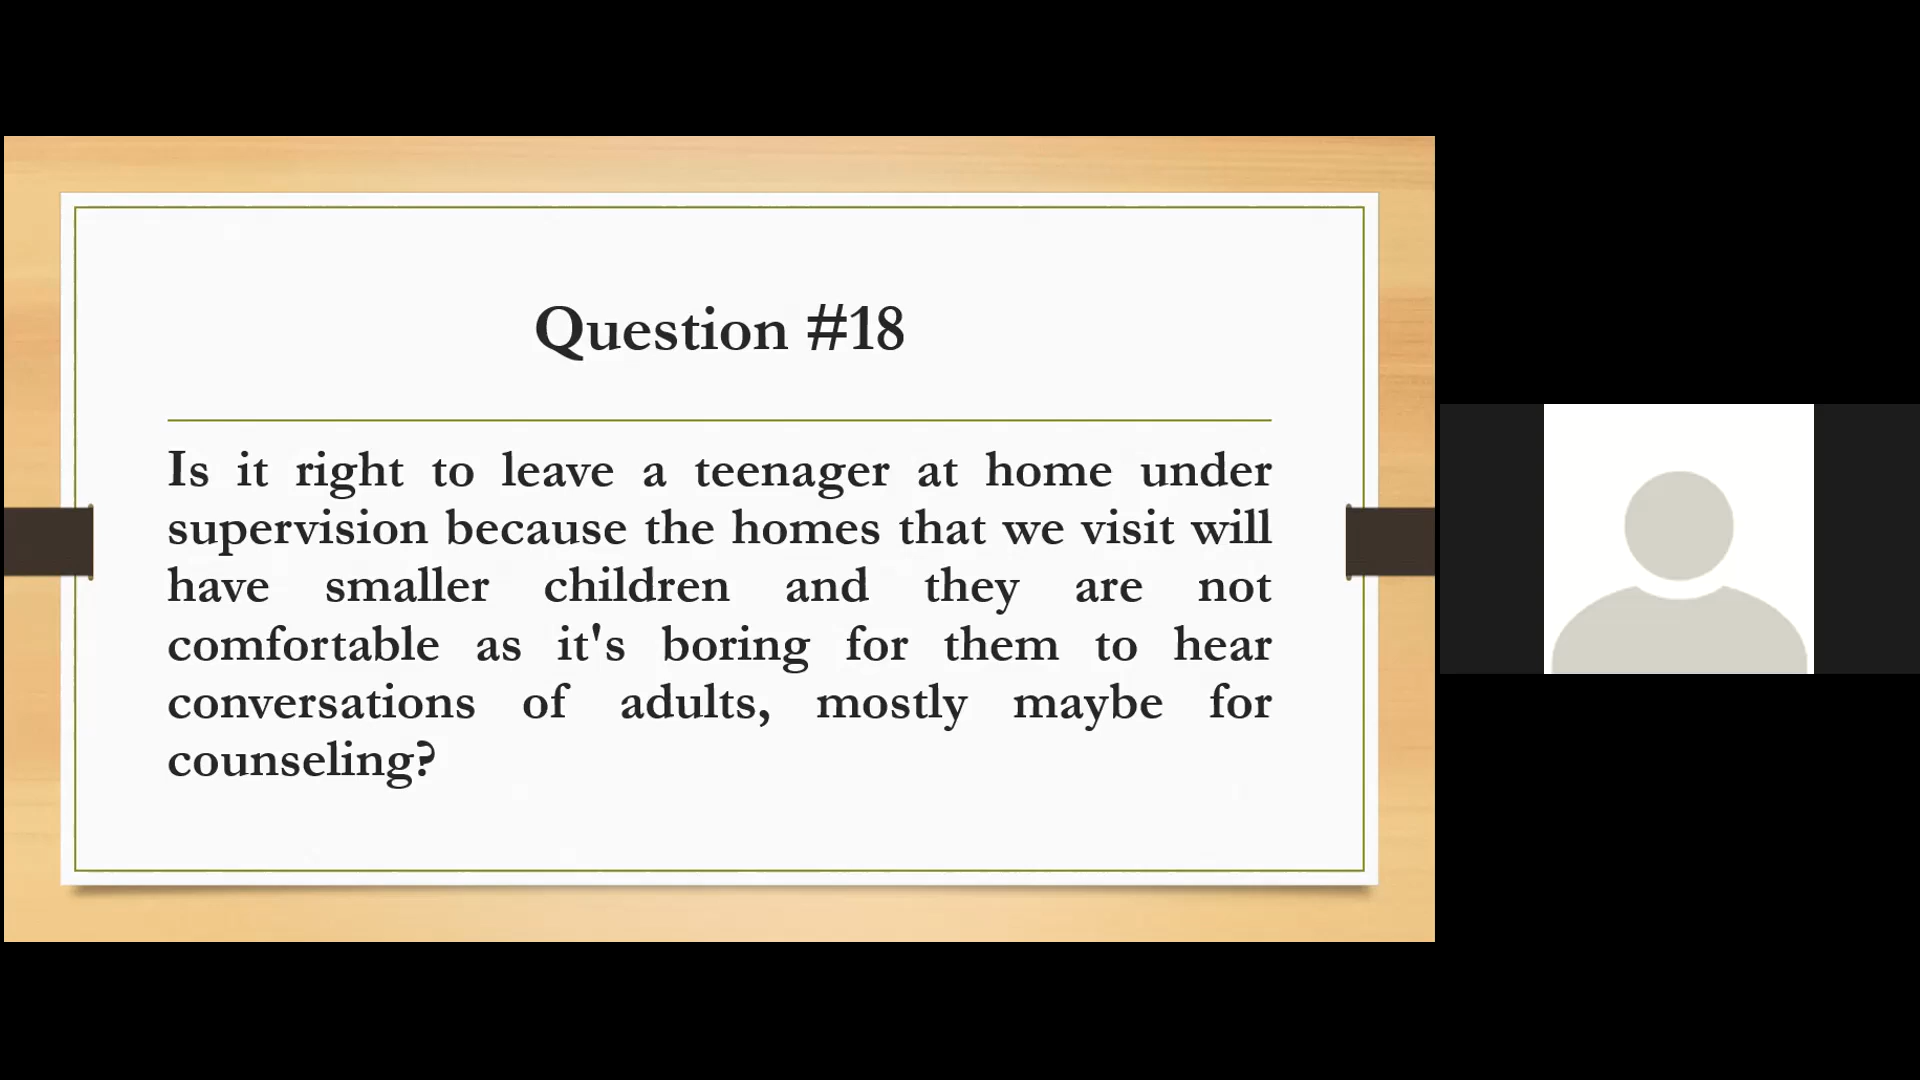 Question #18
Is it right to leave a teenager at home under
supervision because the homes that we visit will
have smaller children and they are not
comfortable as it's boring for them to hear
conversations of adults, mostly maybe for
counseling?